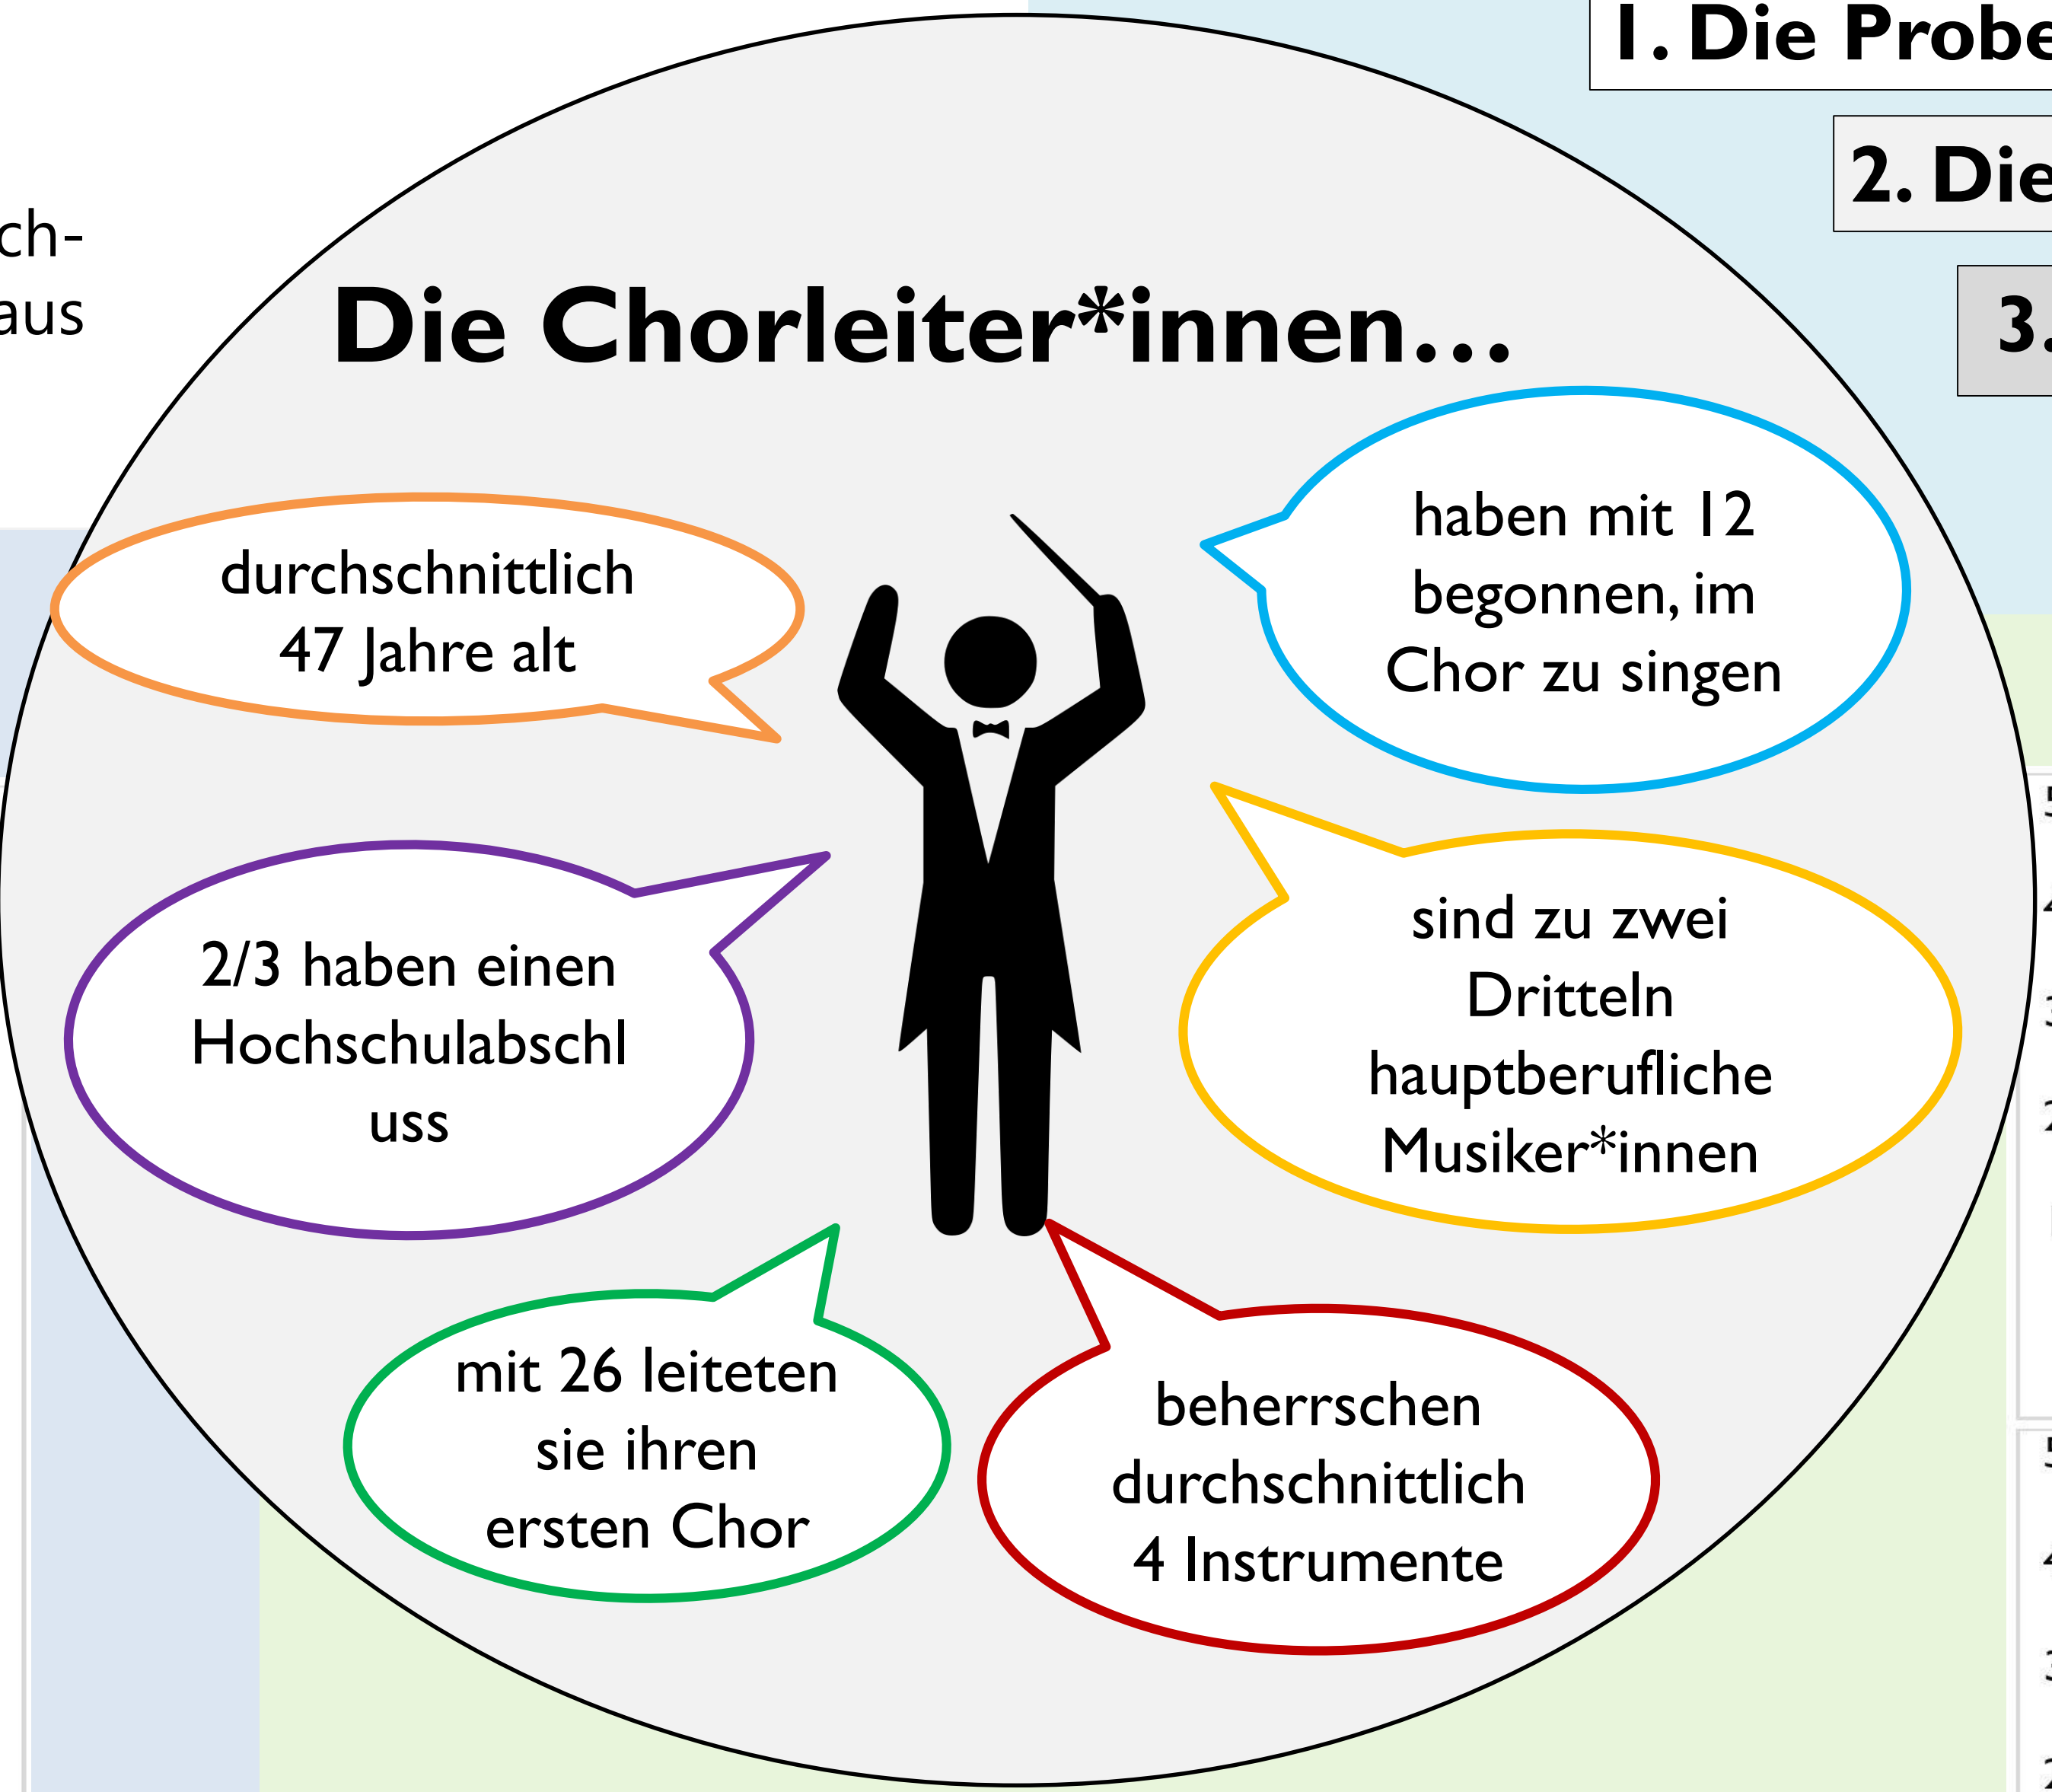 1. Die Probe
2. Die
3.
ch-
aus
Die Chorleiter*innen...
durchschnittlich
47 Jahre alt
haben mit 12
begonnen, im
Chor zu singen
2/3 haben einen
Hochschulabschl
uss
sind zu zwei
Dritteln
hauptberufliche
Musiker*innen
mit 26 leiteten
sie ihren
ersten Chor
beherrschen
durchschnittlich
4 Instrumente